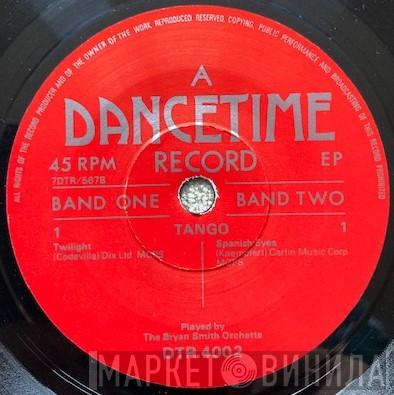 ALL RIGHTS OF THE RECORD PRODUCER AND OF THE OWNER OF THE WORK, REPRODUCED RESERVED, COPYING, PUBLIC PERFORMANCE AND BROADCASTING OF THIS RECORD PROHIBITED
A
DANCETIME
45 RPM RECORD EP
7DTR/5678
BAND ONE BAND TWO
1 TANGO 1
Twilight Spanish Eyes
(Codevilla) Dix Ltd MCPS (Kaempfert) Carlin Music Corp
MCPS
Played by
The Bryan Smith Orchette
DTR 4002
МАРКЕТ ВИНИЛА